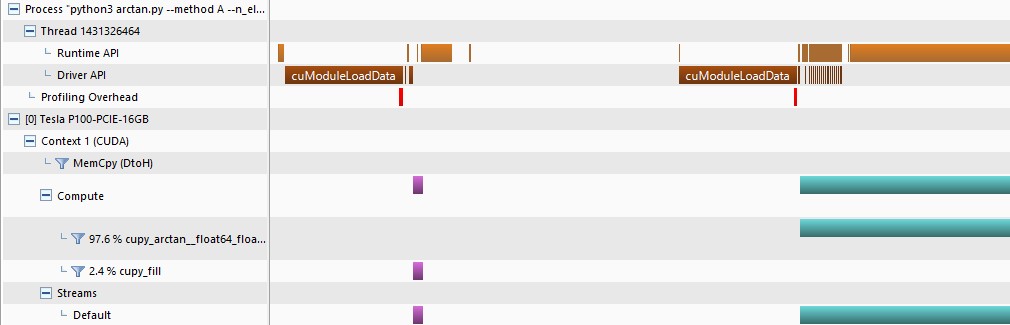 Process "python3 arctan.py --method A --n_el...
Thread 1431326464
Runtime API
Driver API
cuModuleLoadData
cuModuleLoadData
Profiling Overhead
[0] Tesla P100-PCIE-16GB
Context 1 (CUDA)
MemCpy (DtoH)
Compute
97.6 % cupy_arctan__float64_floa...
2.4 % cupy_fill
Streams
Default